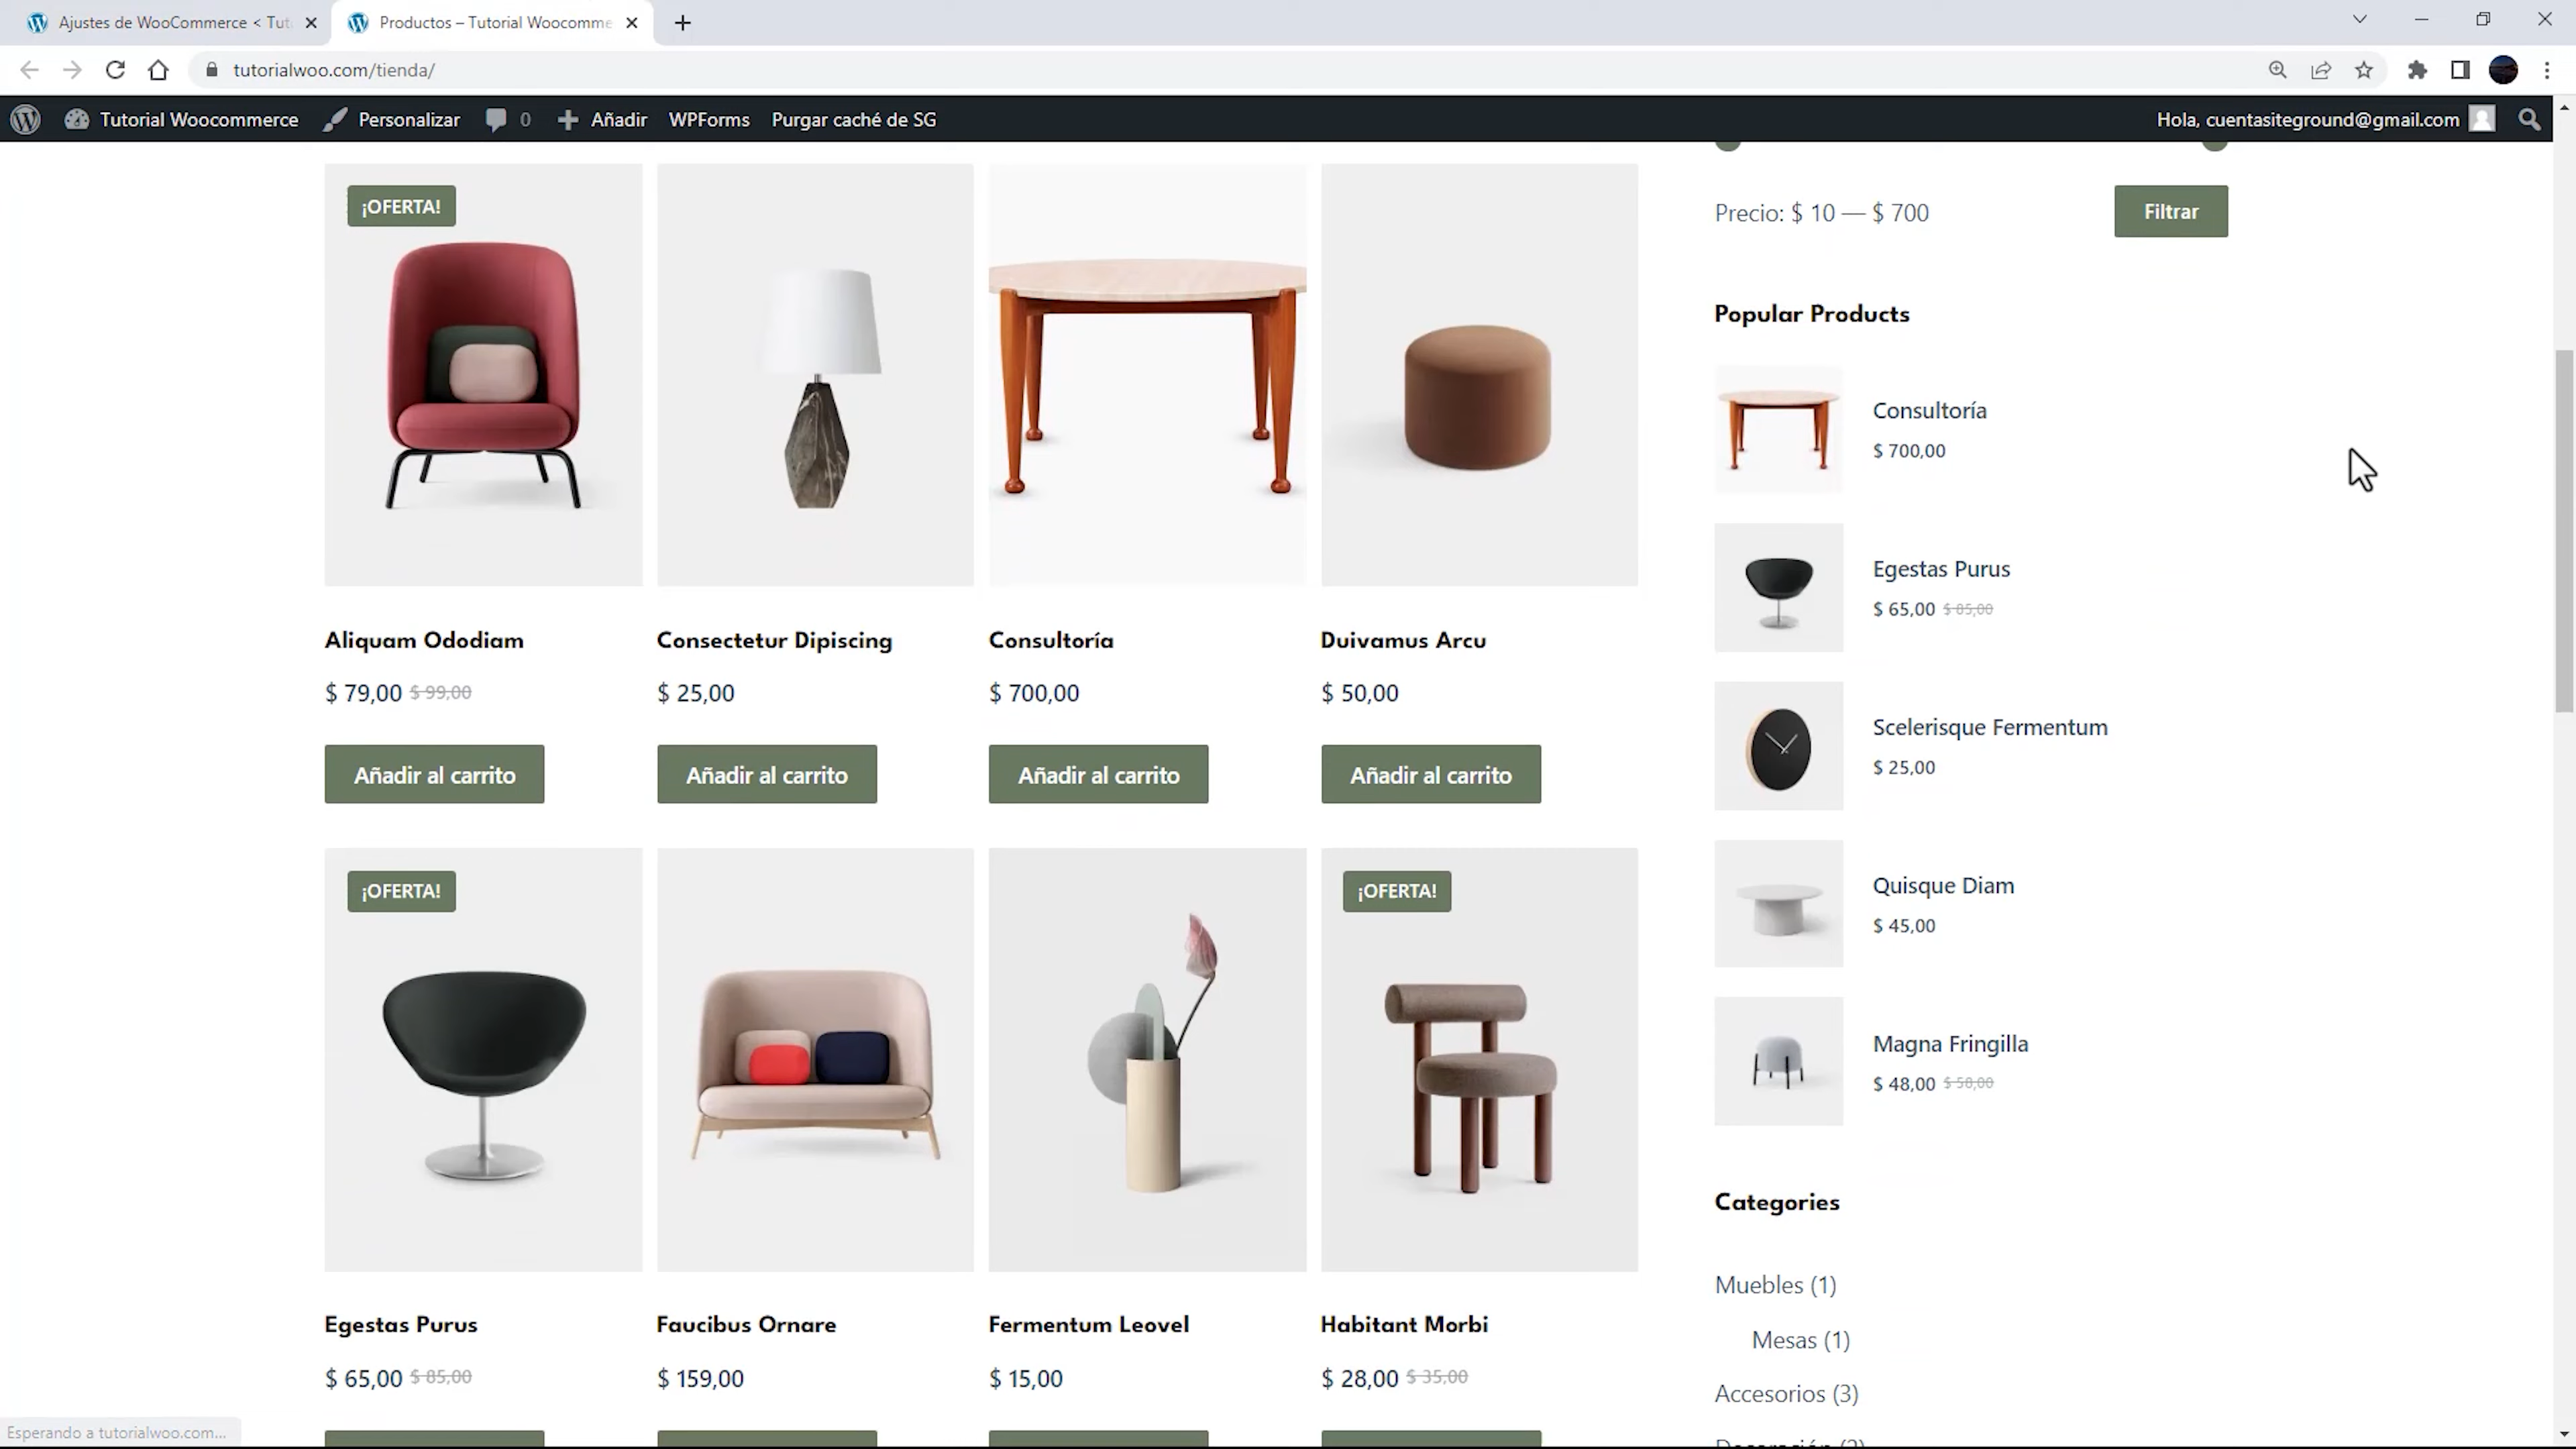 Ajustes de WooCommerce < Tut
Productos – Tutorial Woocomme
tutorialwoo.com/tienda/
Tutorial Woocommerce
Personalizar
0
Añadir
WPForms
Purgar caché de SG
Hola, cuentasiteground@gmail.com
¡OFERTA!
Aliquam Ododiam
$ 79,00 $ 99,00
Añadir al carrito
Consectetur Dipiscing
$ 25,00
Añadir al carrito
Consultoría
$ 700,00
Añadir al carrito
Duivamus Arcu
$ 50,00
Añadir al carrito
¡OFERTA!
Egestas Purus
$ 65,00 $ 85,00
Faucibus Ornare
$ 159,00
Fermentum Leovel
$ 15,00
¡OFERTA!
Habitant Morbi
$ 28,00 $ 35,00
Precio: $ 10 — $ 700
Filtrar
Popular Products
Consultoría
$ 700,00
Egestas Purus
$ 65,00 $ 85,00
Scelerisque Fermentum
$ 25,00
Quisque Diam
$ 45,00
Magna Fringilla
$ 48,00 $ 58,00
Categories
Muebles (1)
Mesas (1)
Accesorios (3)
Esperando a tutorialwoo.com...